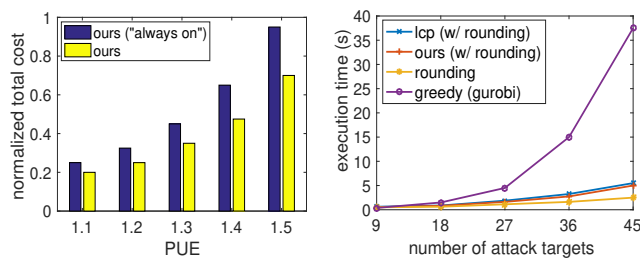 normalized total cost
1
0.8
0.6
0.4
0.2
0
ours ("always on")
ours
1.1 1.2 1.3 1.4 1.5
PUE
execution time (s)
40
35
30
25
20
15
10
5
0
lcp (w/ rounding)
ours (w/ rounding)
rounding
greedy (gurobi)
9 18 27 36 45
number of attack targets